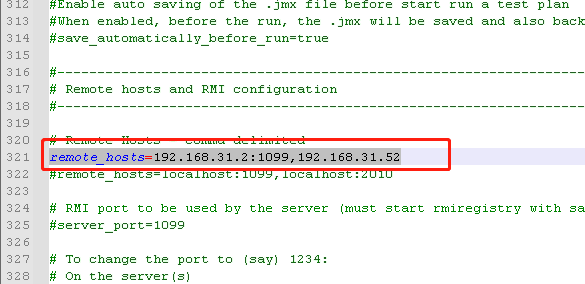 312 #Enable auto saving of the .jmx file before start run a test plan
313 #When enabled, before the run, the .jmx will be saved and also back
314 #save_automatically_before_run=true
315
316 #---------------------------------------------------------------------------
317 # Remote hosts and RMI configuration
318 #---------------------------------------------------------------------------
319
320 # Remote Hosts - comma delimited
321 remote_hosts=192.168.31.2:1099,192.168.31.52
322 #remote_hosts=localhost:1099,localhost:2010
323
324 # RMI port to be used by the server (must start rmiregistry with sa
325 #server_port=1099
326
327 # To change the port to (say) 1234:
328 # On the server(s)